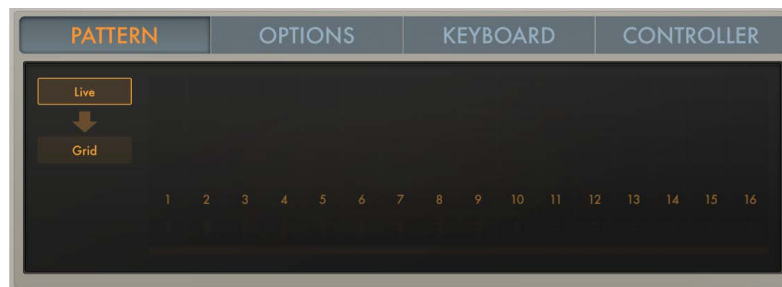 PATTERN OPTIONS KEYBOARD CONTROLLER
Live
Grid
1 2 3 4 5 6 7 8 9 10 11 12 13 14 15 16